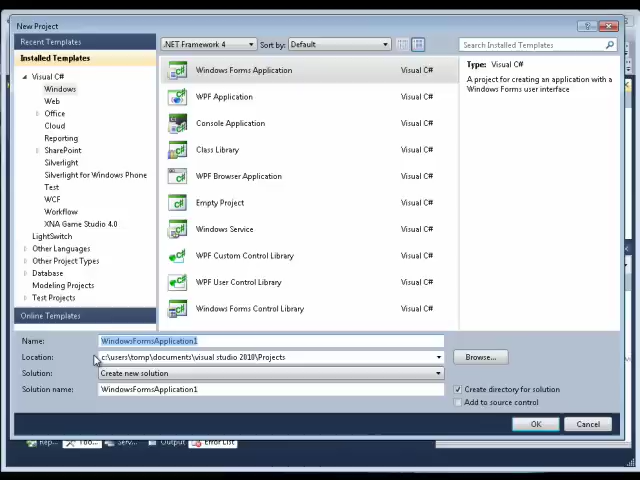 New Project
Recent Templates
Installed Templates
Visual C#
Windows
Web
Office
Cloud
Reporting
SharePoint
Silverlight
Silverlight for Windows Phone
Test
WCF
Workflow
XNA Game Studio 4.0
LightSwitch
Other Languages
Other Project Types
Database
Modeling Projects
Test Projects
Online Templates
.NET Framework 4 Sort by: Default
Search Installed Templates
Windows Forms Application Visual C#
WPF Application Visual C#
Console Application Visual C#
Class Library Visual C#
WPF Browser Application Visual C#
Empty Project Visual C#
Windows Service Visual C#
WPF Custom Control Library Visual C#
WPF User Control Library Visual C#
Windows Forms Control Library Visual C#
Type: Visual C#
A project for creating an application with a
Windows Forms user interface
Name: WindowsFormsApplication1
Location: c:\users\tomp\documents\visual studio 2010\Projects
Browse...
Solution: Create new solution
Solution name: WindowsFormsApplication1
Create directory for solution
Add to source control
OK Cancel
Rep... Too... Serv... Output Error List